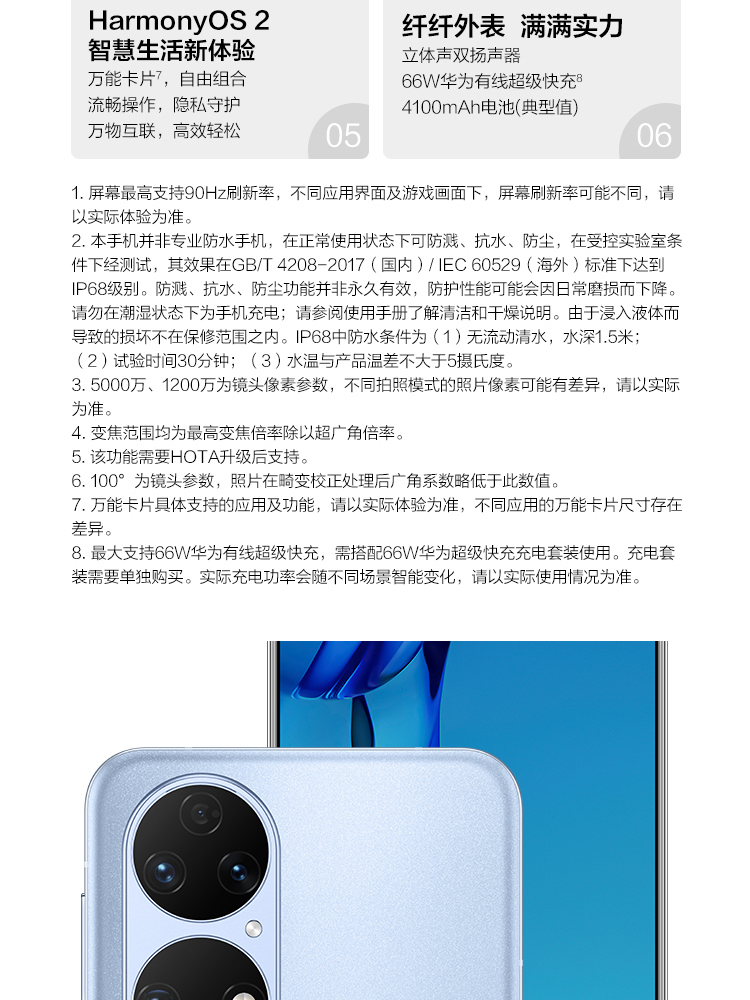 HarmonyOS 2
智慧生活新体验
万能卡片7，自由组合
流畅操作，隐私守护
万物互联，高效轻松
05
纤纤外表 满满实力
立体声双扬声器
66W华为有线超级快充8
4100mAh电池(典型值)
06
1. 屏幕最高支持90Hz刷新率，不同应用界面及游戏画面下，屏幕刷新率可能不同，请
以实际体验为准。
2. 本手机并非专业防水手机，在正常使用状态下可防溅、抗水、防尘，在受控实验室条
件下经测试，其效果在GB/T 4208-2017（国内）/ IEC 60529（海外）标准下达到
IP68级别。防溅、抗水、防尘功能并非永久有效，防护性能可能会因日常磨损而下降。
请勿在潮湿状态下为手机充电；请参阅使用手册了解清洁和干燥说明。由于浸入液体而
导致的损坏不在保修范围之内。IP68中防水条件为（1）无流动清水，水深1.5米；
（2）试验时间30分钟；（3）水温与产品温差不大于5摄氏度。
3. 5000万、1200万为镜头像素参数，不同拍照模式的照片像素可能有差异，请以实际
为准。
4. 变焦范围均为最高变焦倍率除以超广角倍率。
5. 该功能需要HOTA升级后支持。
6. 100°为镜头参数，照片在畸变校正处理后广角系数略低于此数值。
7. 万能卡片具体支持的应用及功能，请以实际体验为准，不同应用的万能卡片尺寸存在
差异。
8. 最大支持66W华为有线超级快充，需搭配66W华为超级快充充电套装使用。充电套
装需要单独购买。实际充电功率会随不同场景智能变化，请以实际使用情况为准。